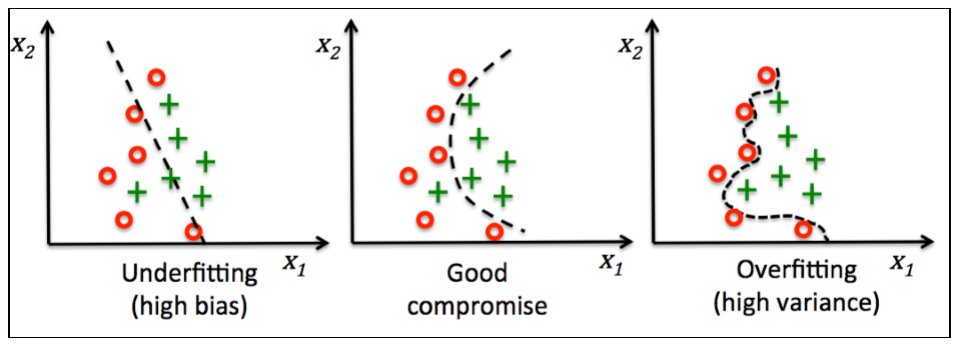 x2
x1
Underfitting
(high bias)
x2
x1
Good
compromise
x2
x1
Overfitting
(high variance)